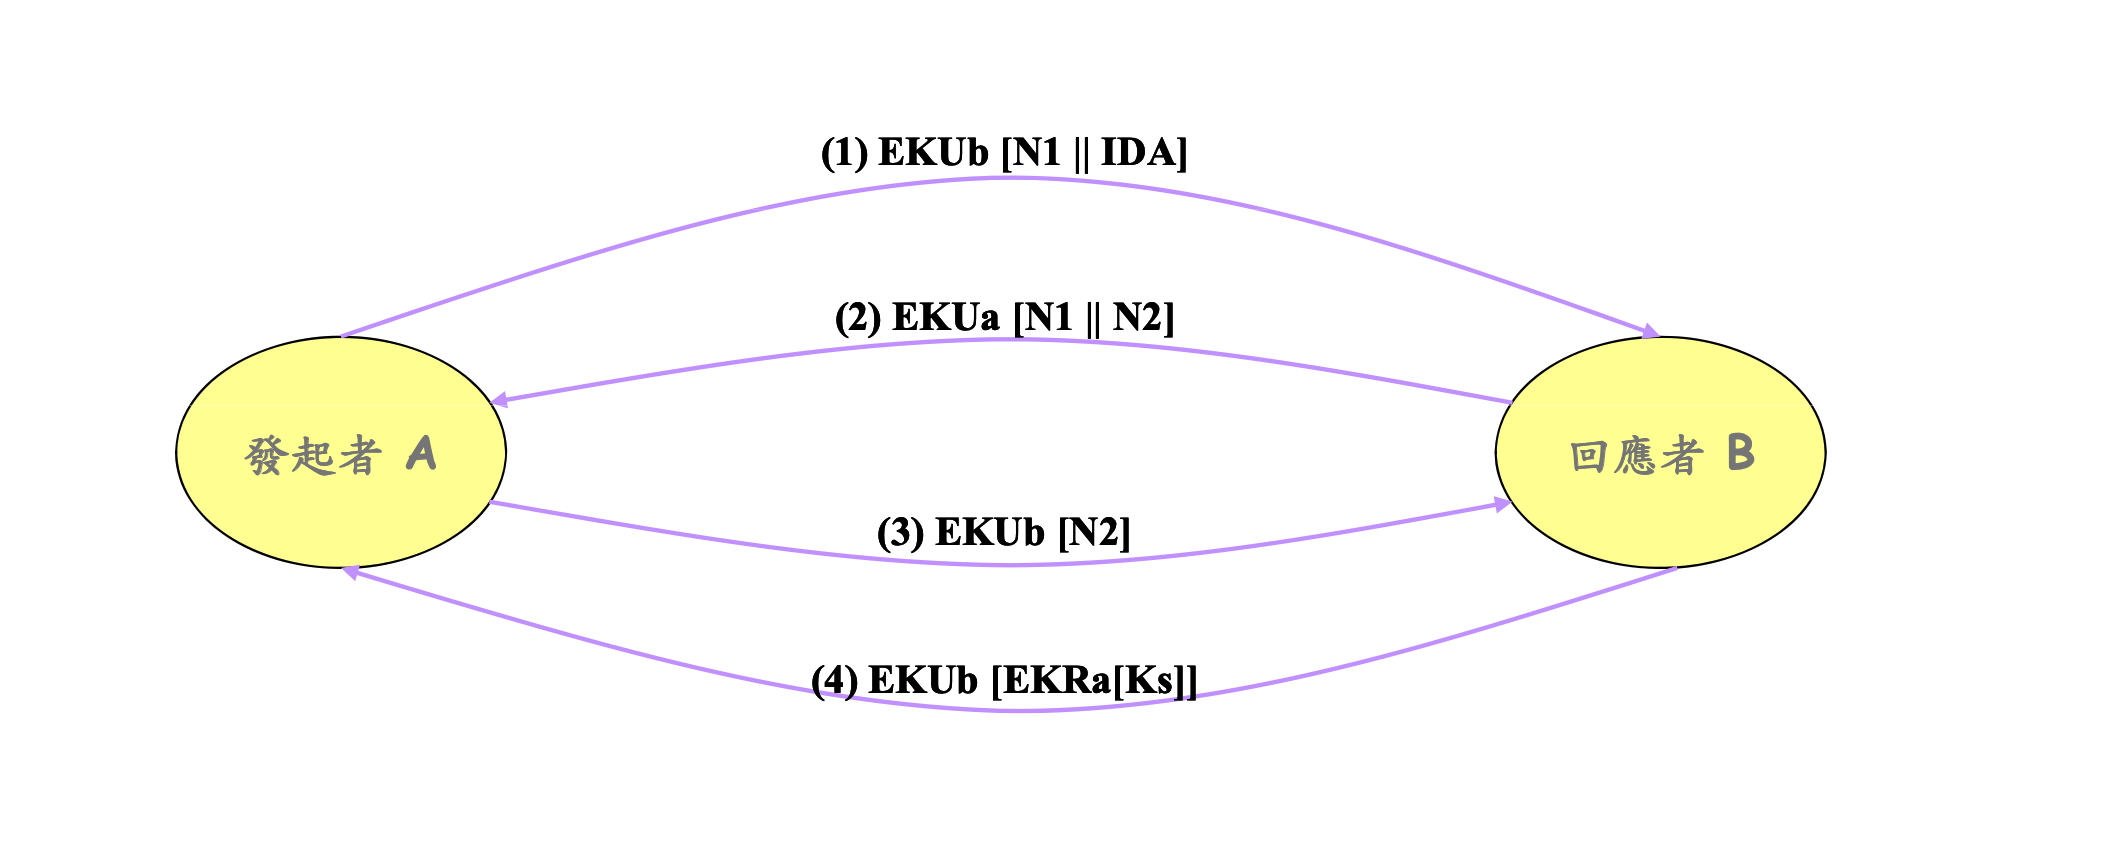 (1) EKUb [N1 || IDA]
(2) EKUa [N1 || N2]
發起者 A
回應者 B
(3) EKUb [N2]
(4) EKUb [EKRa[Ks]]